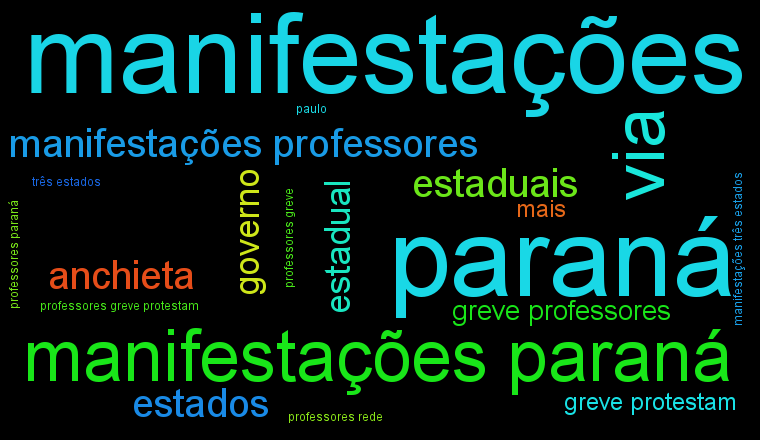 manifestações
paulo
manifestações professores
via
três estados
estaduais
governo
estadual
professores greve
mais
manifestações três estados
professores paraná
paraná
anchieta
professores greve protestam
greve professores
manifestações paraná
estados
greve protestam
professores rede